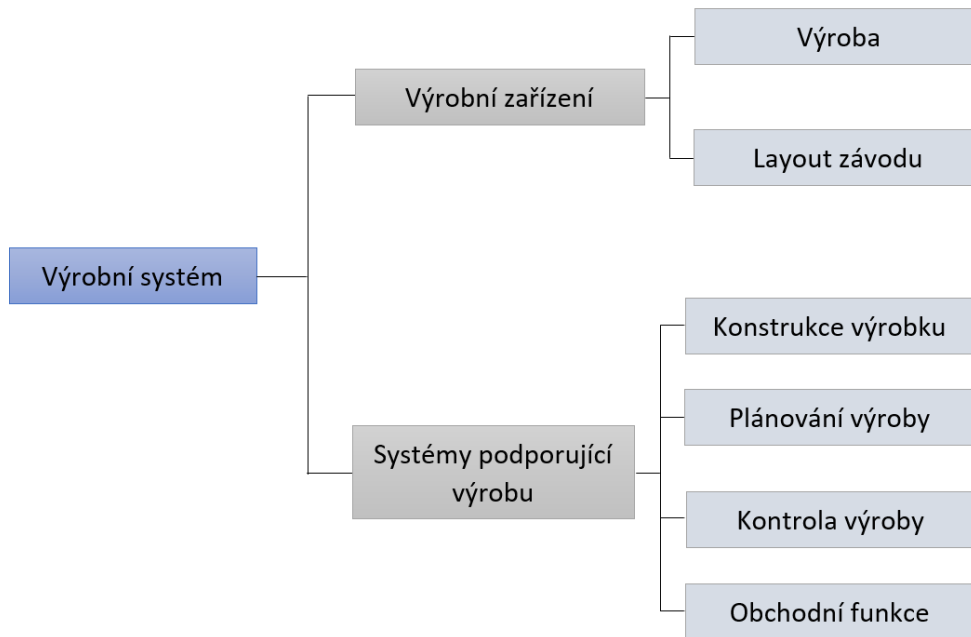 Výroba
Výrobní zařízení
Layout závodu
Výrobní systém
Konstrukce výrobku
Plánování výroby
Systémy podporující
výrobu
Kontrola výroby
Obchodní funkce